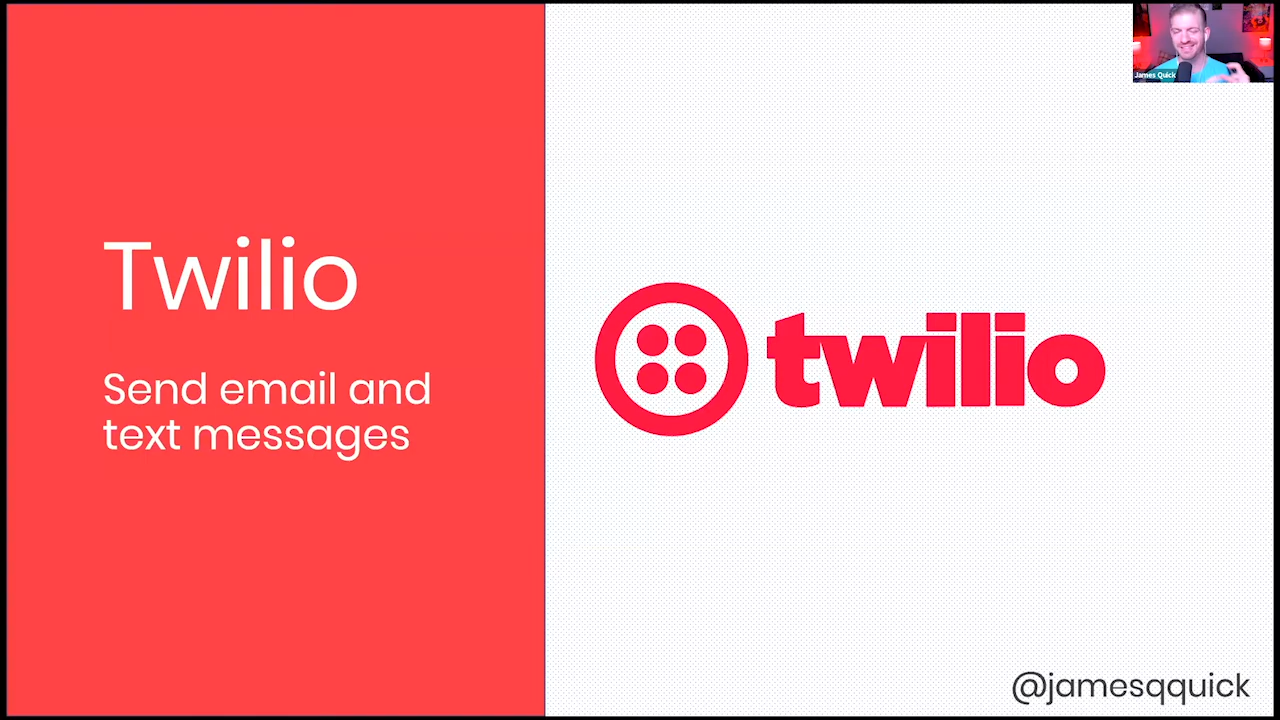 James Quick
Twilio
Send email and
text messages
twilio
@jamesqquick